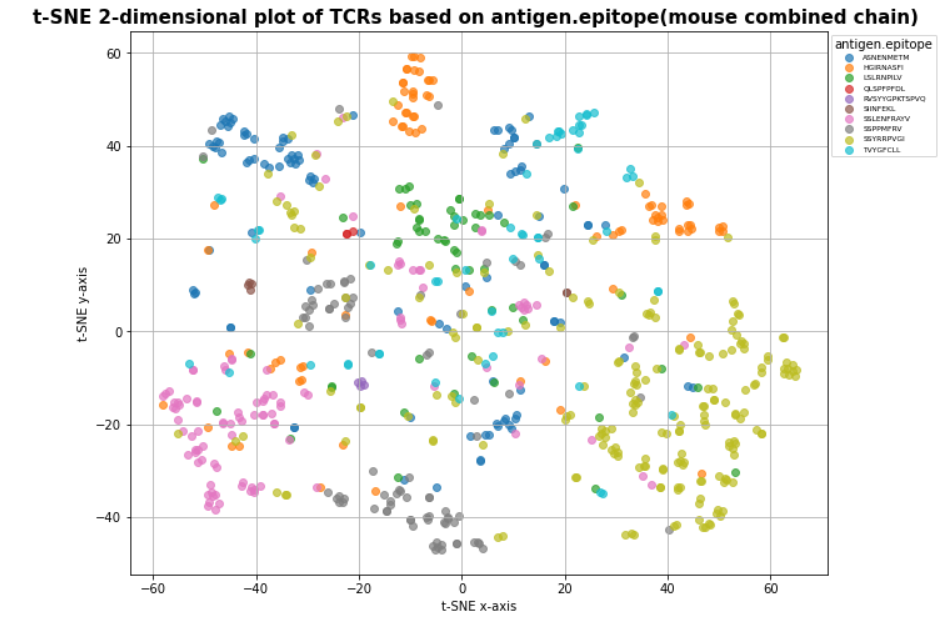 t-SNE 2-dimensional plot of TCRs based on antigen.epitope(mouse combined chain)
antigen.epitope
ASNENMETM
HGIRNASFI
LSLRNPILV
QLSPFPFDL
RVSYYGPKTSPVQ
SIINFEKL
SSLENFRAYV
SSPPMFRV
SSYRRPVGI
TVYGFCLL
t-SNE y-axis
60
40
20
0
−20
−40
−60 −40 −20 0 20 40 60
t-SNE x-axis